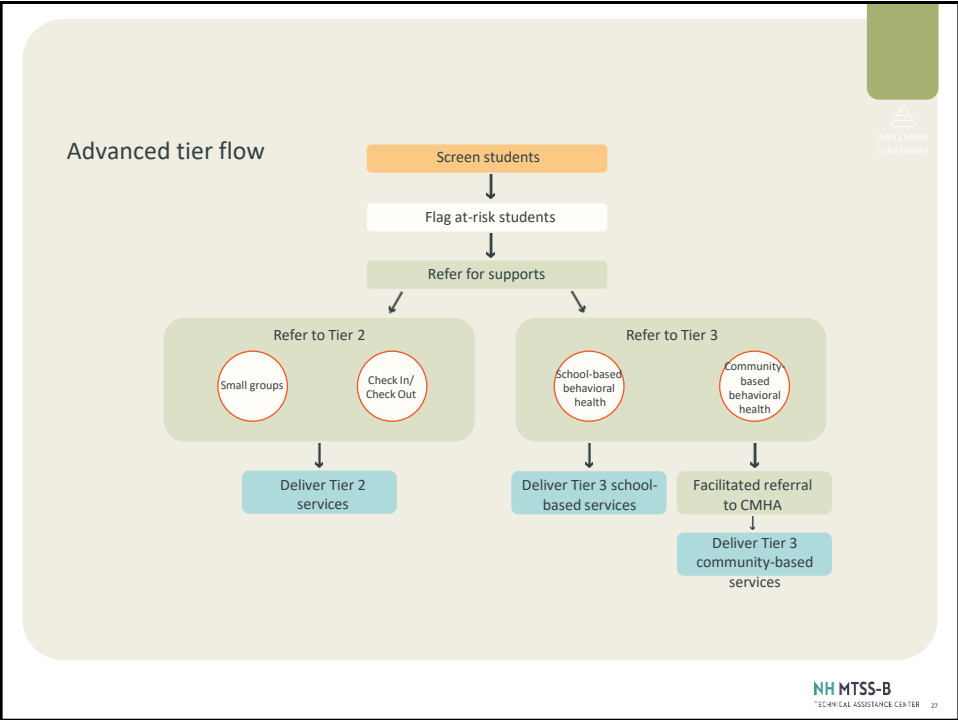 IMPLEMENT
STRATEGIES
Advanced tier flow
Screen students
Flag at-risk students
Refer for supports
Refer to Tier 2
Small groups
Check In/
Check Out
Refer to Tier 3
School-based
behavioral
health
Community-
based
behavioral
health
Deliver Tier 2
services
Deliver Tier 3 school-
based services
Facilitated referral
to CMHA
Deliver Tier 3
community-based
services
NH MTSS-B
TECHNICAL ASSISTANCE CENTER
27